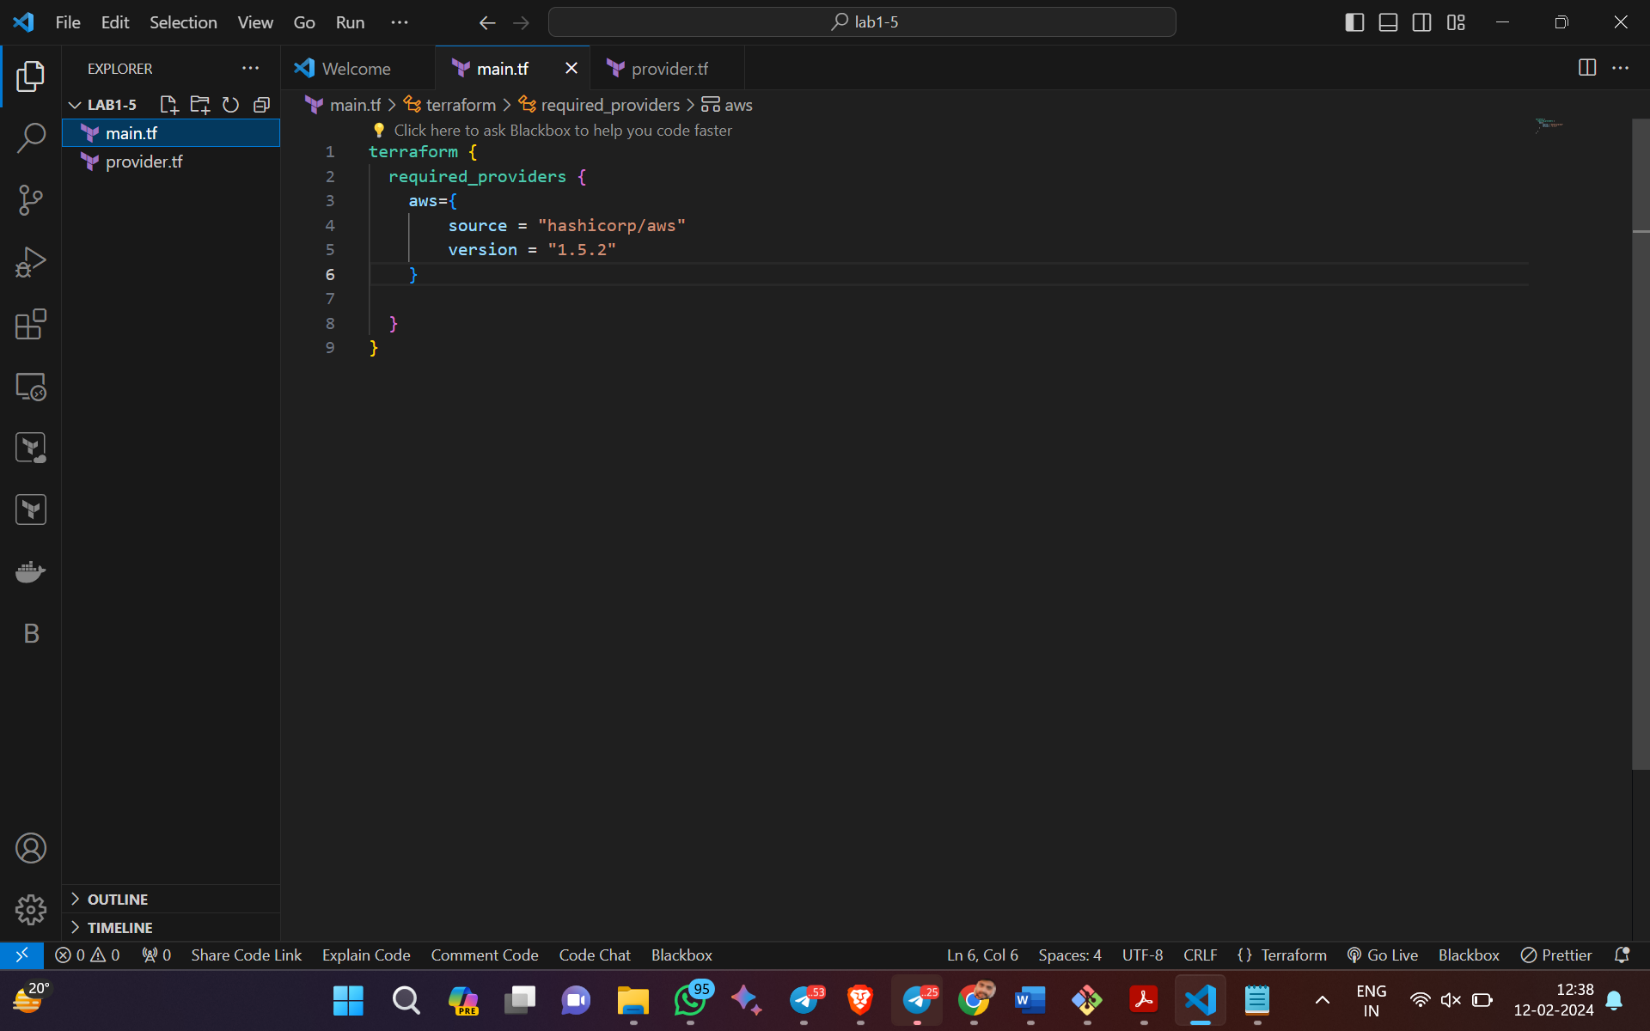 File Edit Selection View Go Run ···
lab1-5
EXPLORER
LAB1-5
main.tf
provider.tf
OUTLINE
TIMELINE
Welcome
main.tf
provider.tf
main.tf > terraform > required_providers > aws
Click here to ask Blackbox to help you code faster
1 terraform {
2 required_providers {
3 aws={
4 source = "hashicorp/aws"
5 version = "1.5.2"
6 }
7
8 }
9 }
B
0 0 0 Share Code Link Explain Code Comment Code Code Chat Blackbox
Ln 6, Col 6 Spaces: 4 UTF-8 CRLF {} Terraform Go Live Blackbox Prettier
20°
PRE
95
53
25
W
ENG
IN
12:38
12-02-2024